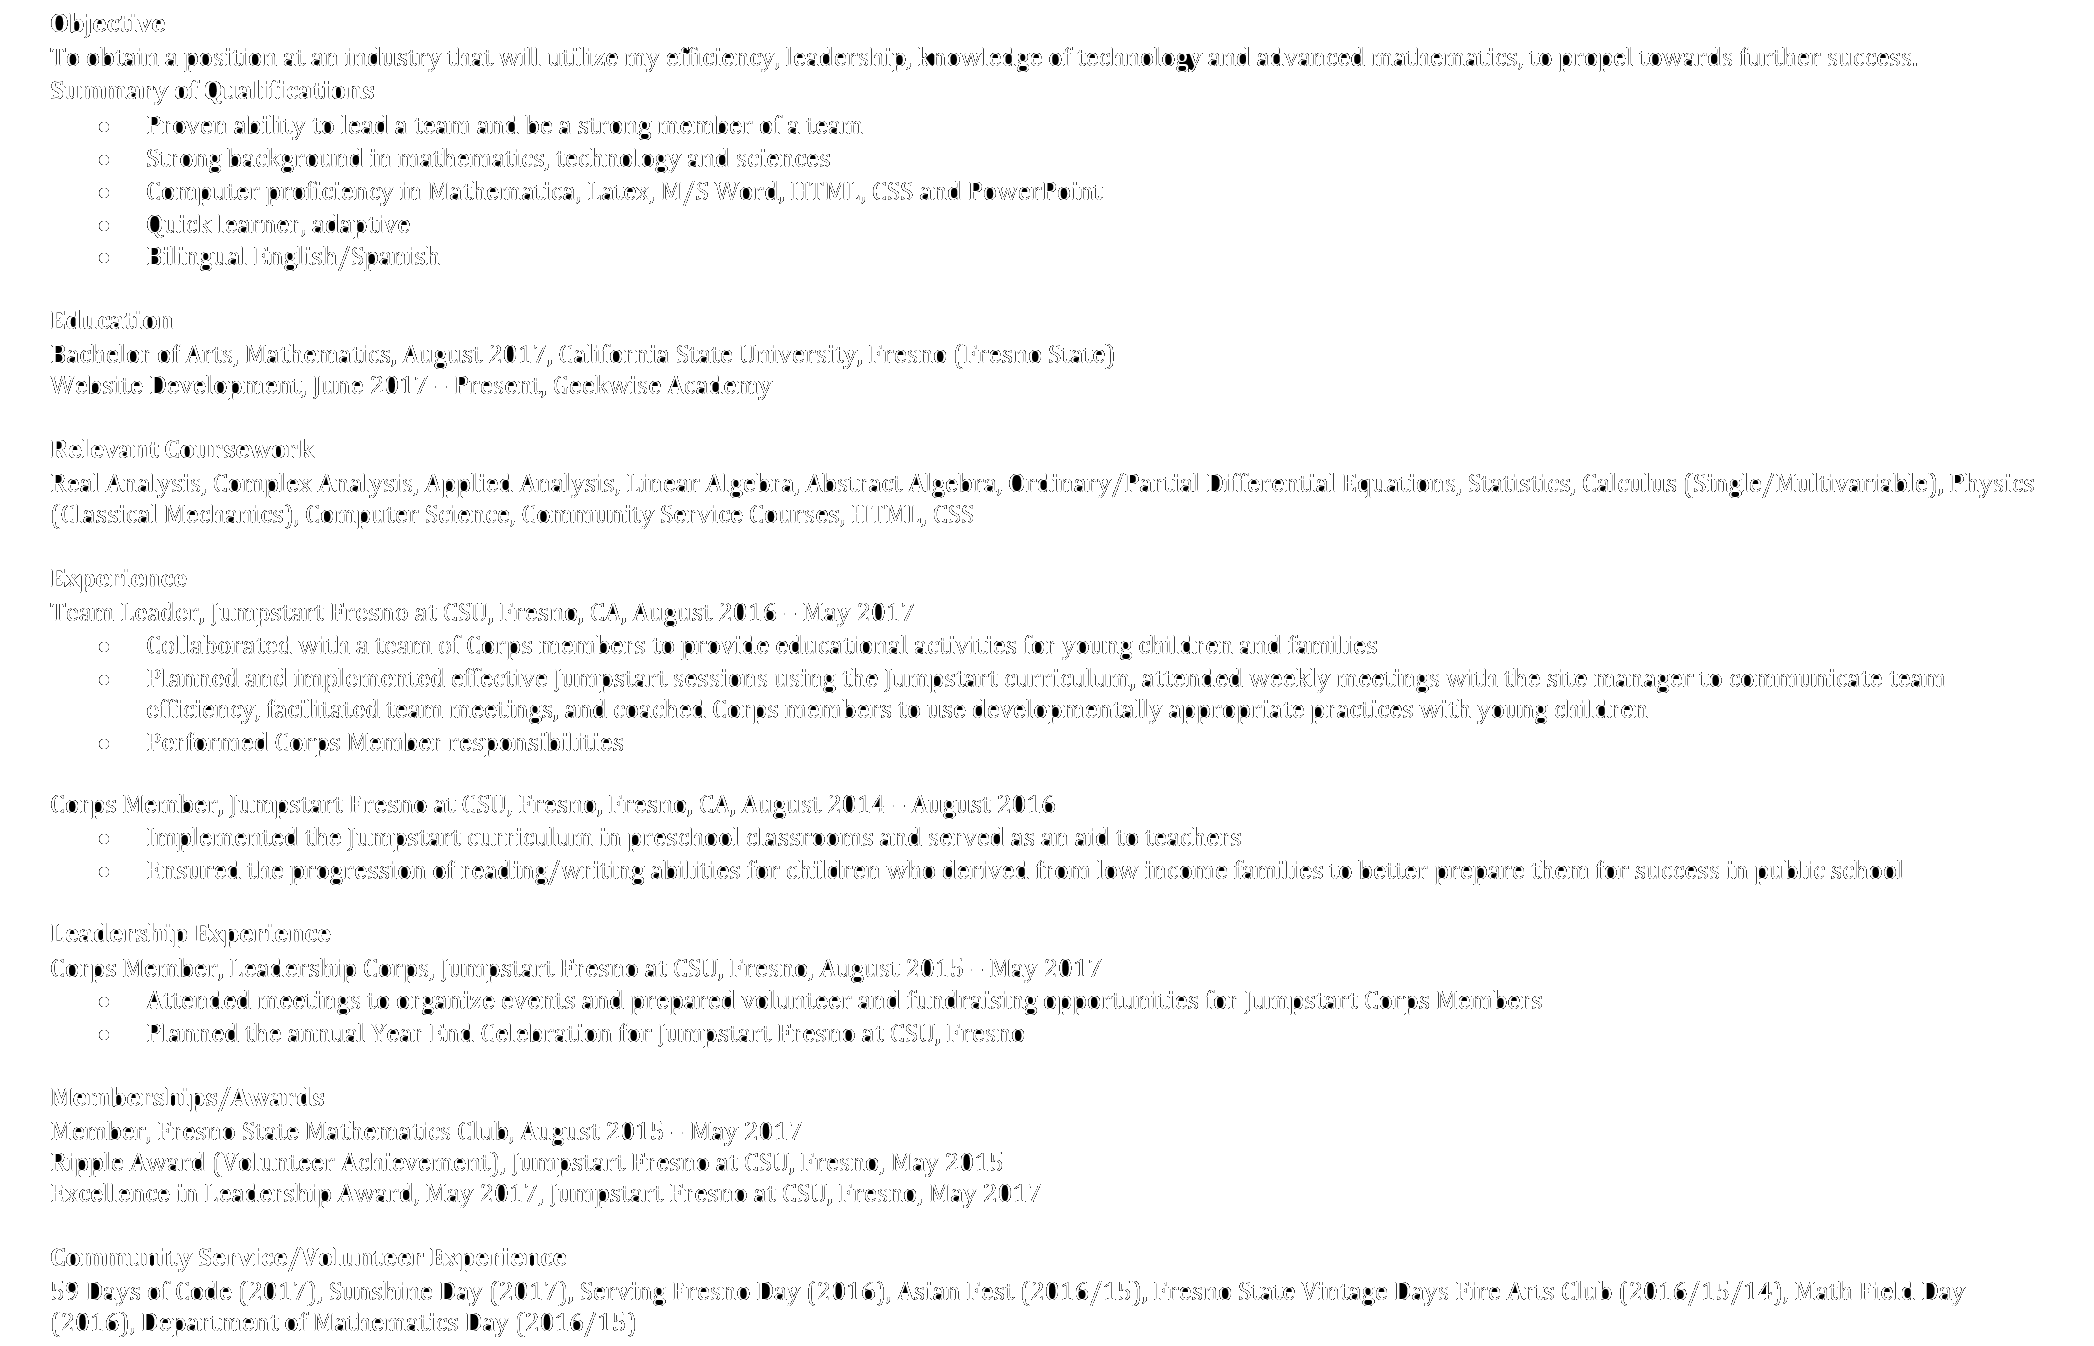 Objective
To obtain a position at an industry that will utilize my efficiency, leadership, knowledge of technology and advanced mathematics, to propel towards further success.
Summary of Qualifications
○ Proven ability to lead a team and be a strong member of a team
○ Strong background in mathematics, technology and sciences
○ Computer proficiency in Mathematica, Latex, M/S Word, HTML, CSS and PowerPoint
○ Quick learner, adaptive
○ Bilingual English/Spanish
Education
Bachelor of Arts, Mathematics, August 2017, California State University, Fresno (Fresno State)
Website Development, June 2017 – Present, Geekwise Academy
Relevant Coursework
Real Analysis, Complex Analysis, Applied Analysis, Linear Algebra, Abstract Algebra, Ordinary/Partial Differential Equations, Statistics, Calculus (Single/Multivariable), Physics
(Classical Mechanics), Computer Science, Community Service Courses, HTML, CSS
Experience
Team Leader, Jumpstart Fresno at CSU, Fresno, CA, August 2016 – May 2017
○ Collaborated with a team of Corps members to provide educational activities for young children and families
○ Planned and implemented effective Jumpstart sessions using the Jumpstart curriculum, attended weekly meetings with the site manager to communicate team
efficiency, facilitated team meetings, and coached Corps members to use developmentally appropriate practices with young children
○ Performed Corps Member responsibilities
Corps Member, Jumpstart Fresno at CSU, Fresno, Fresno, CA, August 2014 – August 2016
○ Implemented the Jumpstart curriculum in preschool classrooms and served as an aid to teachers
○ Ensured the progression of reading/writing abilities for children who derived from low income families to better prepare them for success in public school
Leadership Experience
Corps Member, Leadership Corps, Jumpstart Fresno at CSU, Fresno, August 2015 – May 2017
○ Attended meetings to organize events and prepared volunteer and fundraising opportunities for Jumpstart Corps Members
○ Planned the annual Year End Celebration for Jumpstart Fresno at CSU, Fresno
Memberships/Awards
Member, Fresno State Mathematics Club, August 2015 – May 2017
Ripple Award (Volunteer Achievement), Jumpstart Fresno at CSU, Fresno, May 2015
Excellence in Leadership Award, May 2017, Jumpstart Fresno at CSU, Fresno, May 2017
Community Service/Volunteer Experience
59 Days of Code (2017), Sunshine Day (2017), Serving Fresno Day (2016), Asian Fest (2016/15), Fresno State Vintage Days Fire Arts Club (2016/15/14), Math Field Day
(2016), Department of Mathematics Day (2016/15)